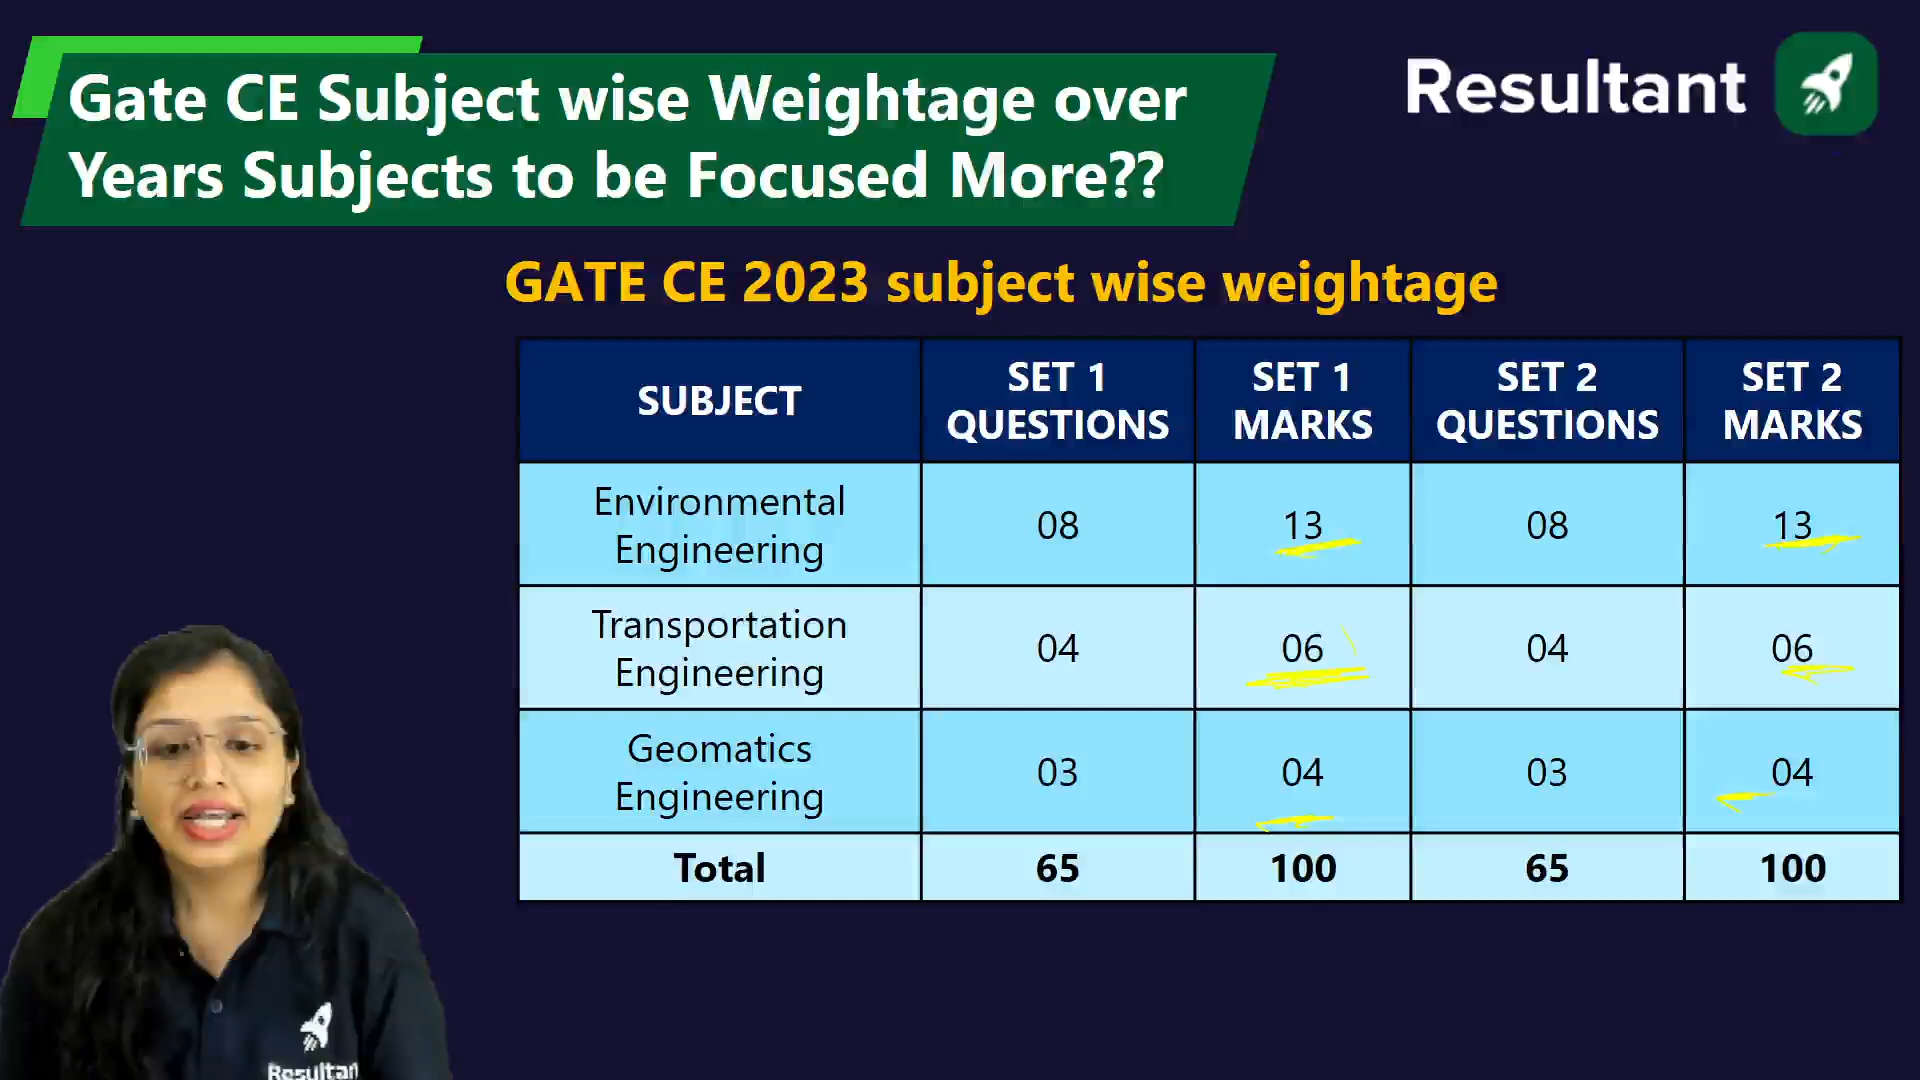 Gate CE Subject wise Weightage over
Years Subjects to be Focused More??
Resultant
GATE CE 2023 subject wise weightage
SUBJECT
SET 1
QUESTIONS
SET 1
MARKS
SET 2
QUESTIONS
SET 2
MARKS
Environmental
Engineering
08
13
08
13
Transportation
Engineering
04
06
04
06
Geomatics
Engineering
03
04
03
04
Total
65
100
65
100
Resultan